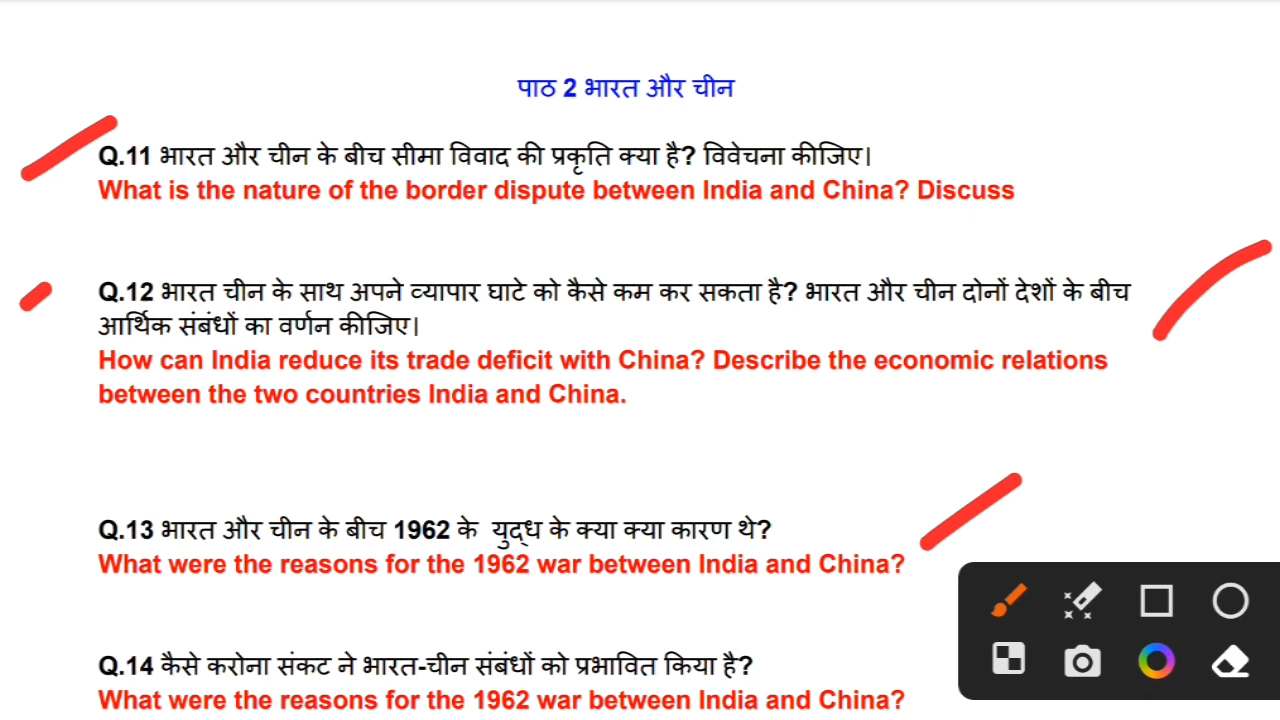 पाठ 2 भारत और चीन
Q.11 भारत और चीन के बीच सीमा विवाद की प्रकृति क्या है? विवेचना कीजिए।
What is the nature of the border dispute between India and China? Discuss
Q.12 भारत चीन के साथ अपने व्यापार घाटे को कैसे कम कर सकता है? भारत और चीन दोनों देशों के बीच
आर्थिक संबंधों का वर्णन कीजिए।
How can India reduce its trade deficit with China? Describe the economic relations
between the two countries India and China.
Q.13 भारत और चीन के बीच 1962 के युद्ध के क्या क्या कारण थे?
What were the reasons for the 1962 war between India and China?
Q.14 कैसे करोना संकट ने भारत-चीन संबंधों को प्रभावित किया है?
What were the reasons for the 1962 war between India and China?